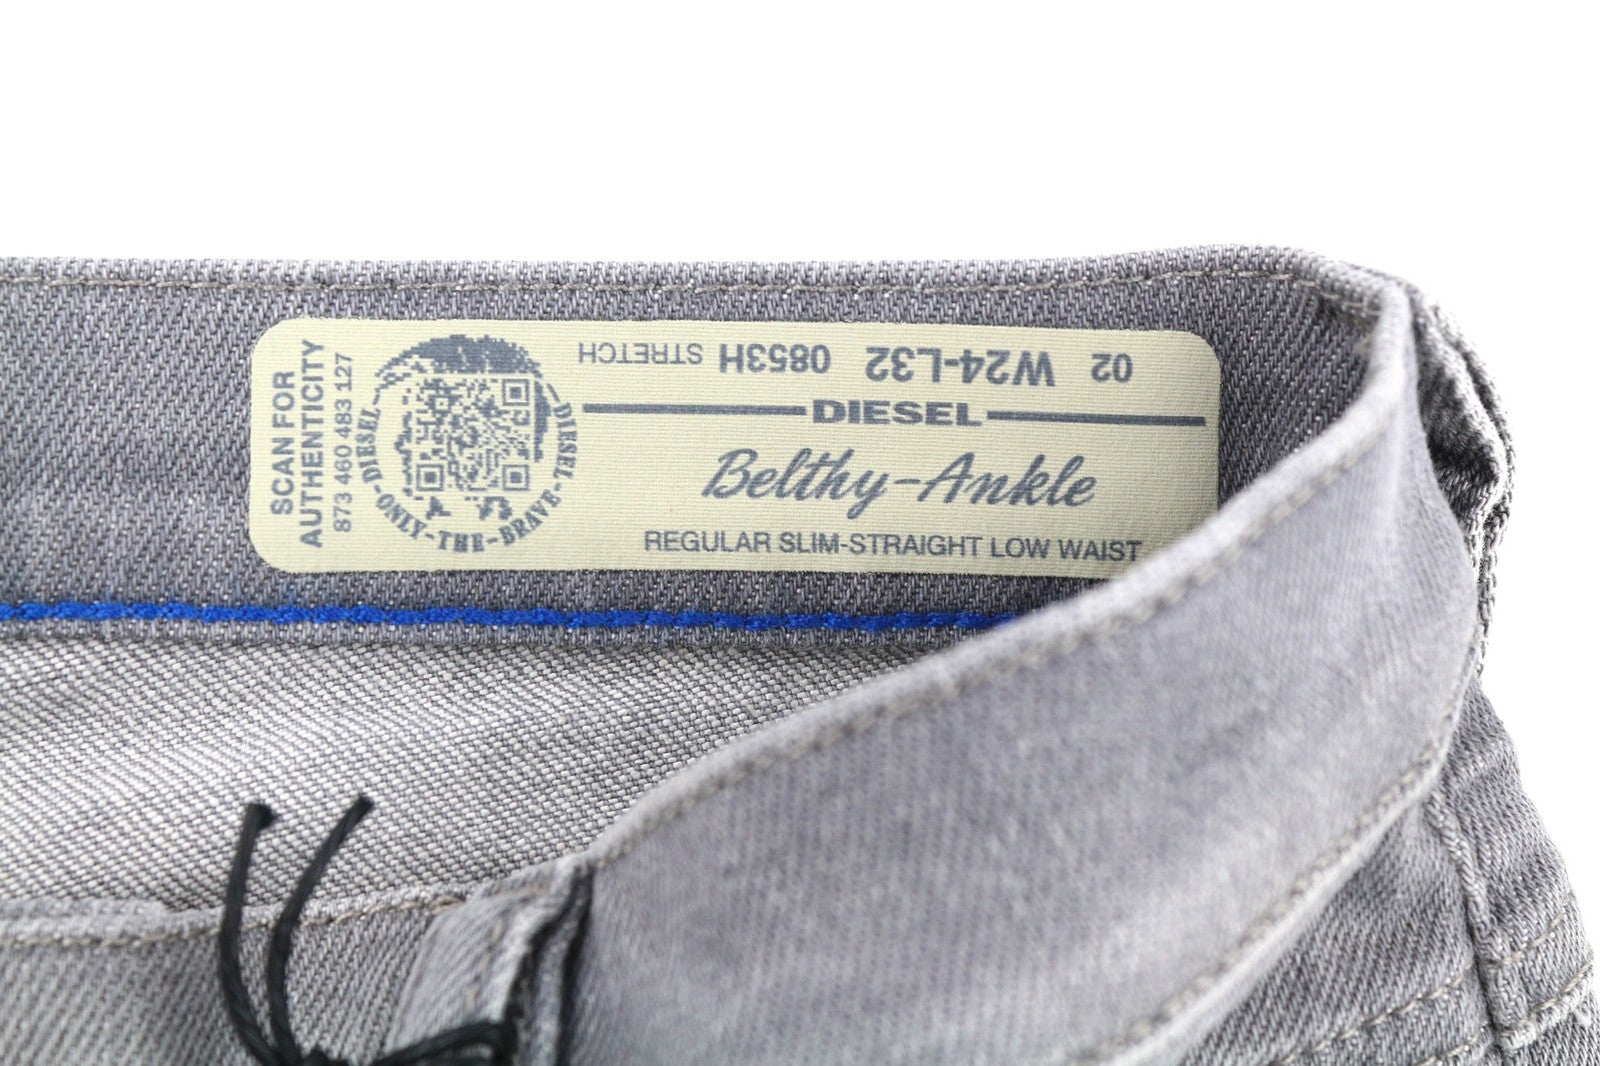 SCAN FOR
AUTHENTICITY
873 460 483 127
DIESEL-ONLY-THE-BRAVE-DIESEL
02 W24-L32 0853H STRETCH
DIESEL
Belthy-Ankle
REGULAR SLIM-STRAIGHT LOW WAIST